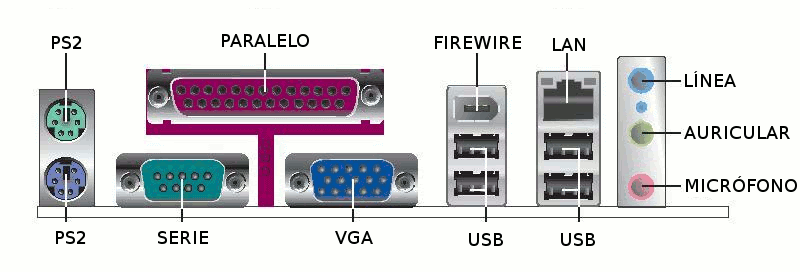 PS2
PARALELO
FIREWIRE
LAN
LÍNEA
AURICULAR
MICRÓFONO
PS2
SERIE
VGA
USB
USB